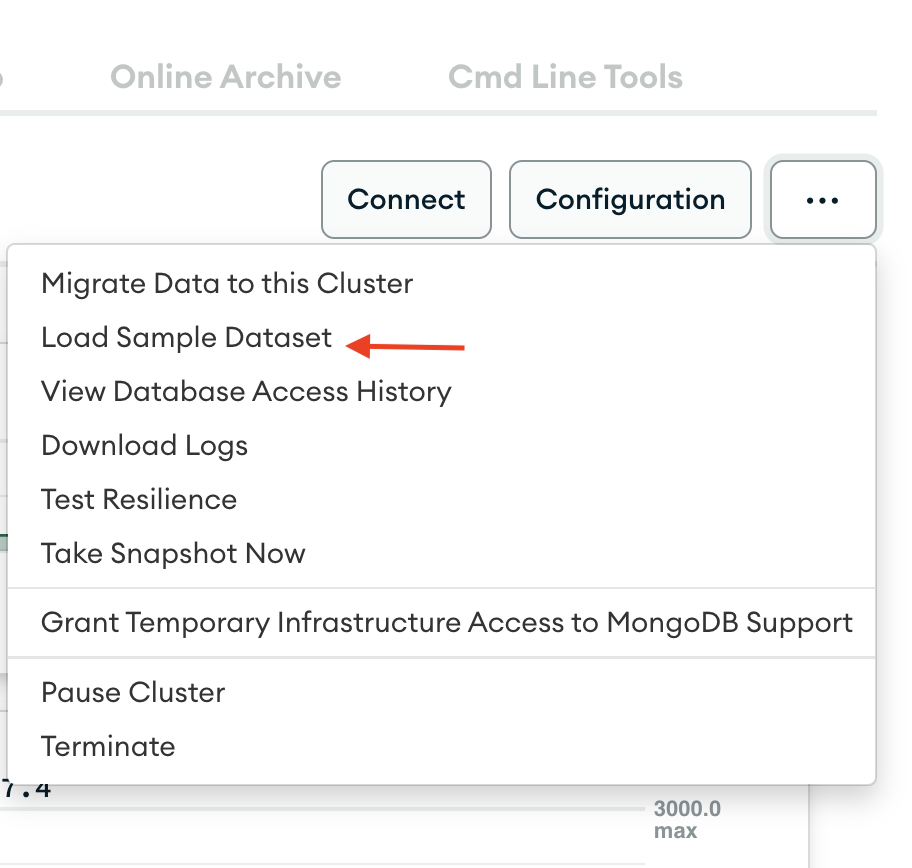 Online Archive
Cmd Line Tools
Connect
Configuration
...
Migrate Data to this Cluster
Load Sample Dataset
View Database Access History
Download Logs
Test Resilience
Take Snapshot Now
Grant Temporary Infrastructure Access to MongoDB Support
Pause Cluster
Terminate
7.4
3000.0
max